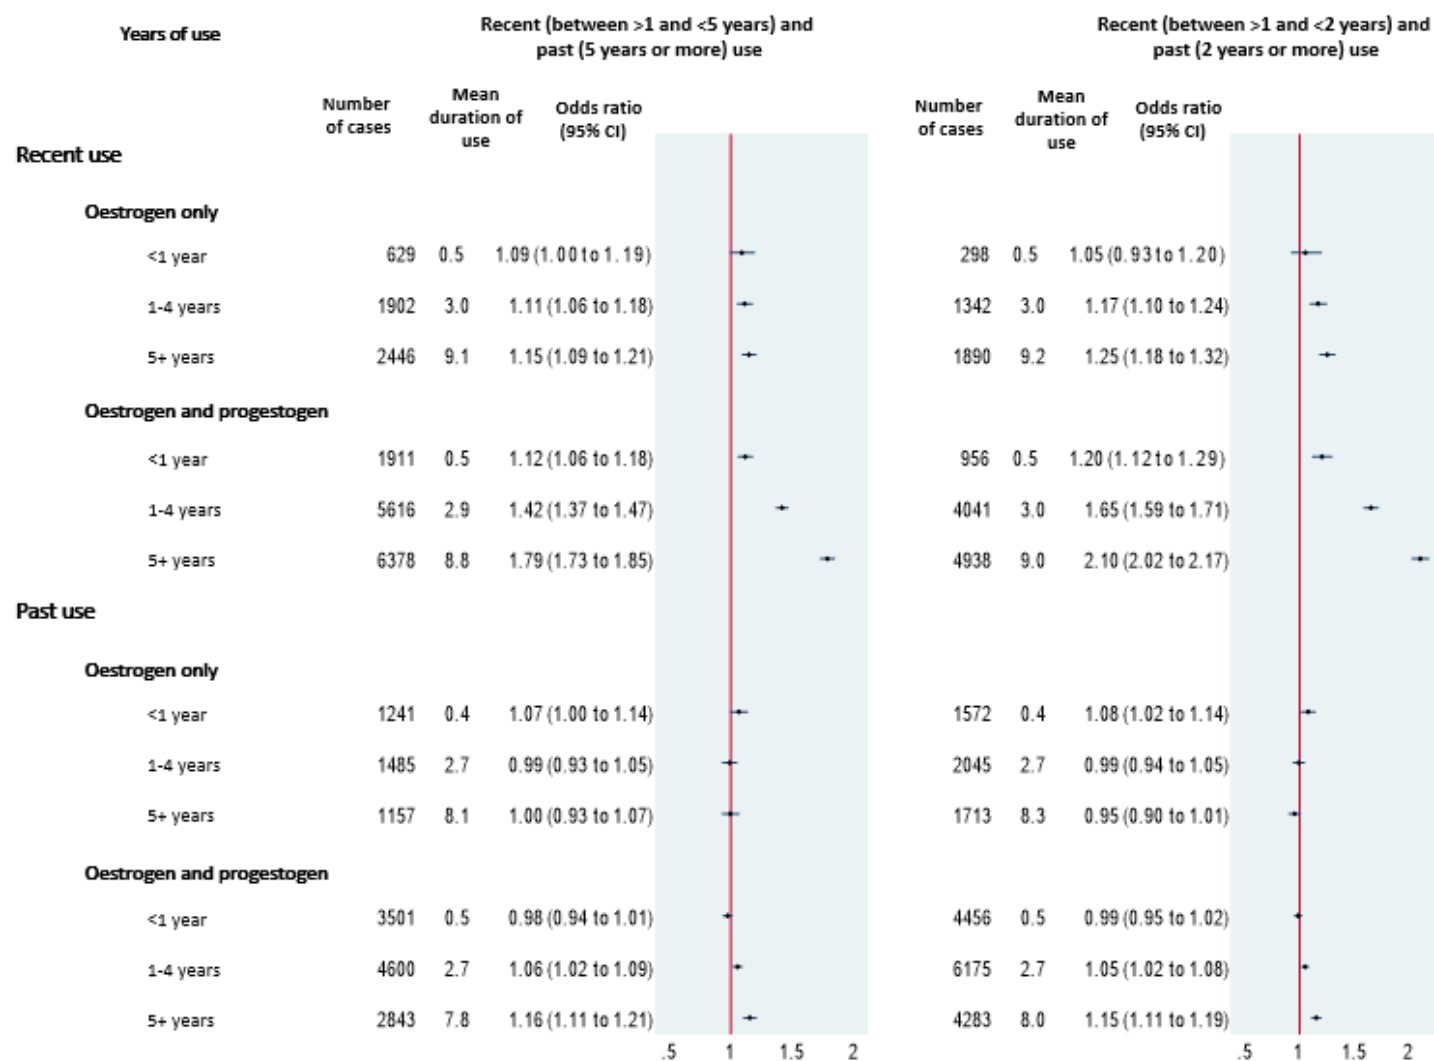 Years of use
Recent (between >1 and <5 years) and
past (5 years or more) use
Recent (between >1 and <2 years) and
past (2 years or more) use
Number
of cases
Mean
duration of
use
Odds ratio
(95% CI)
Number
of cases
Mean
duration of
use
Odds ratio
(95% CI)
Recent use
Oestrogen only
<1 year 629 0.5 1.09 (1.00 to 1.19) 298 0.5 1.05 (0.93 to 1.20)
1-4 years 1902 3.0 1.11 (1.06 to 1.18) 1342 3.0 1.17 (1.10 to 1.24)
5+ years 2446 9.1 1.15 (1.09 to 1.21) 1890 9.2 1.25 (1.18 to 1.32)
Oestrogen and progestogen
<1 year 1911 0.5 1.12 (1.06 to 1.18) 956 0.5 1.20 (1.12 to 1.29)
1-4 years 5616 2.9 1.42 (1.37 to 1.47) 4041 3.0 1.65 (1.59 to 1.71)
5+ years 6378 8.8 1.79 (1.73 to 1.85) 4938 9.0 2.10 (2.02 to 2.17)
Past use
Oestrogen only
<1 year 1241 0.4 1.07 (1.00 to 1.14) 1572 0.4 1.08 (1.02 to 1.14)
1-4 years 1485 2.7 0.99 (0.93 to 1.05) 2045 2.7 0.99 (0.94 to 1.05)
5+ years 1157 8.1 1.00 (0.93 to 1.07) 1713 8.3 0.95 (0.90 to 1.01)
Oestrogen and progestogen
<1 year 3501 0.5 0.98 (0.94 to 1.01) 4456 0.5 0.99 (0.95 to 1.02)
1-4 years 4600 2.7 1.06 (1.02 to 1.09) 6175 2.7 1.05 (1.02 to 1.08)
5+ years 2843 7.8 1.16 (1.11 to 1.21) 4283 8.0 1.15 (1.11 to 1.19)
.5 1 1.5 2 .5 1 1.5 2